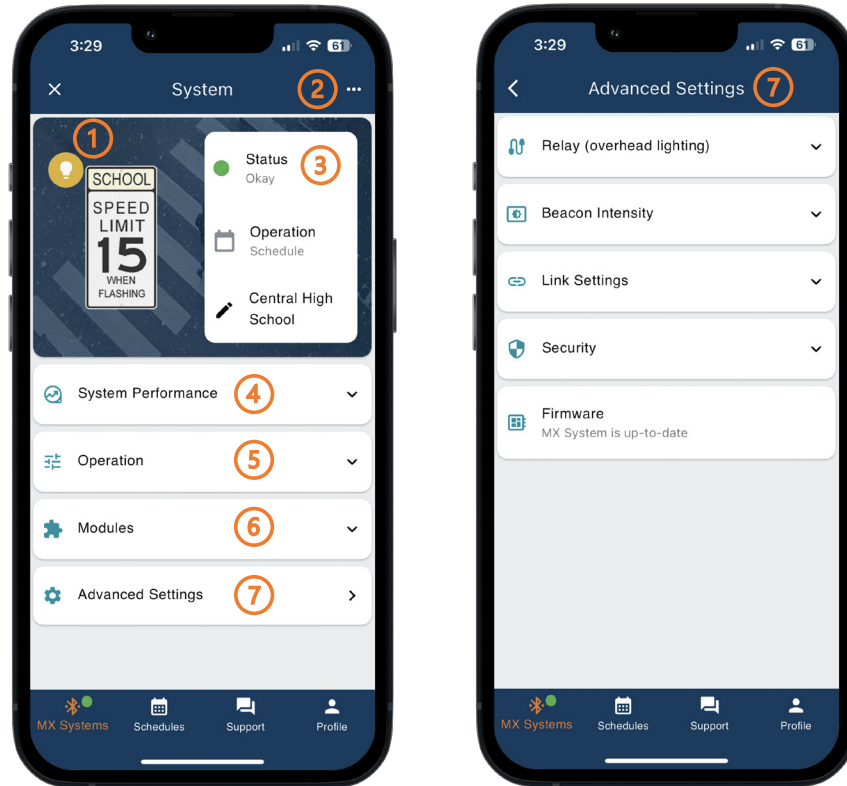 3:29
61
System
2
1
SCHOOL
SPEED
LIMIT
15
WHEN
FLASHING
Status
Okay
3
Operation
Schedule
Central High
School
System Performance
4
Operation
5
Modules
6
Advanced Settings
7
MX Systems
Schedules
Support
Profile
3:29
61
Advanced Settings
7
Relay (overhead lighting)
Beacon Intensity
Link Settings
Security
Firmware
MX System is up-to-date
MX Systems
Schedules
Support
Profile